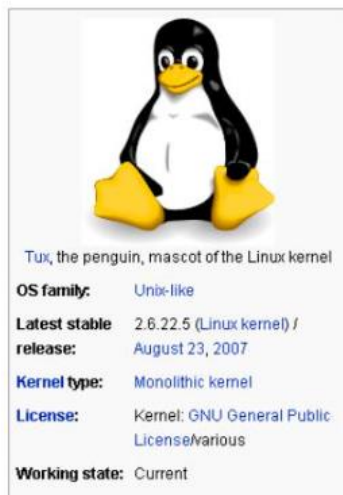 Tux, the penguin, mascot of the Linux kernel
OS family: Unix-like
Latest stable 2.6.22.5 (Linux kernel) /
release: August 23, 2007
Kernel type: Monolithic kernel
License: Kernel: GNU General Public
License/various
Working state: Current